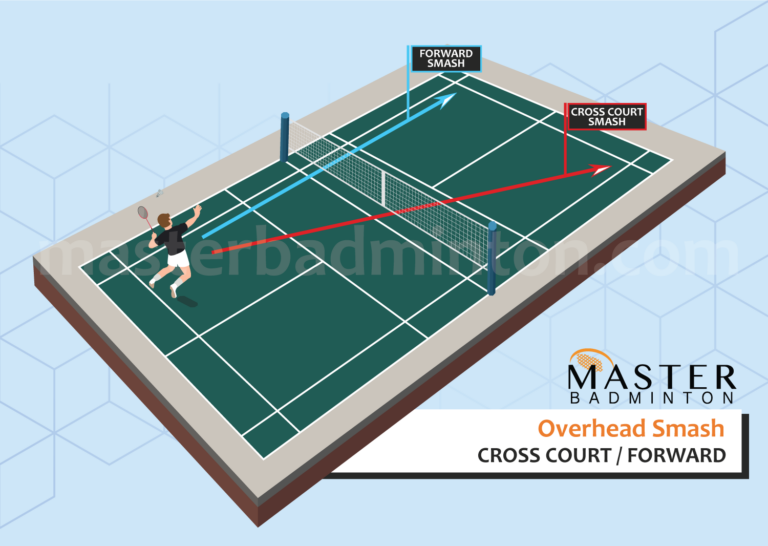 FORWARD
SMASH
CROSS COURT
SMASH
masterbadminton.com
MASTER
BADMINTON
Overhead Smash
CROSS COURT / FORWARD